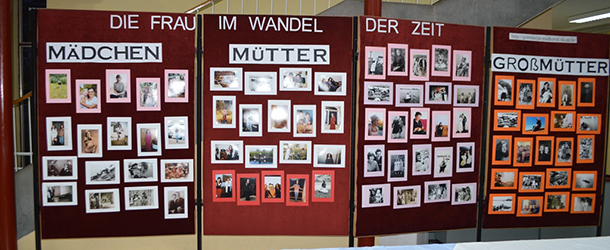 DIE FRAU IM WANDEL DER ZEIT
MÄDCHEN
MÜTTER
GROßMÜTTER